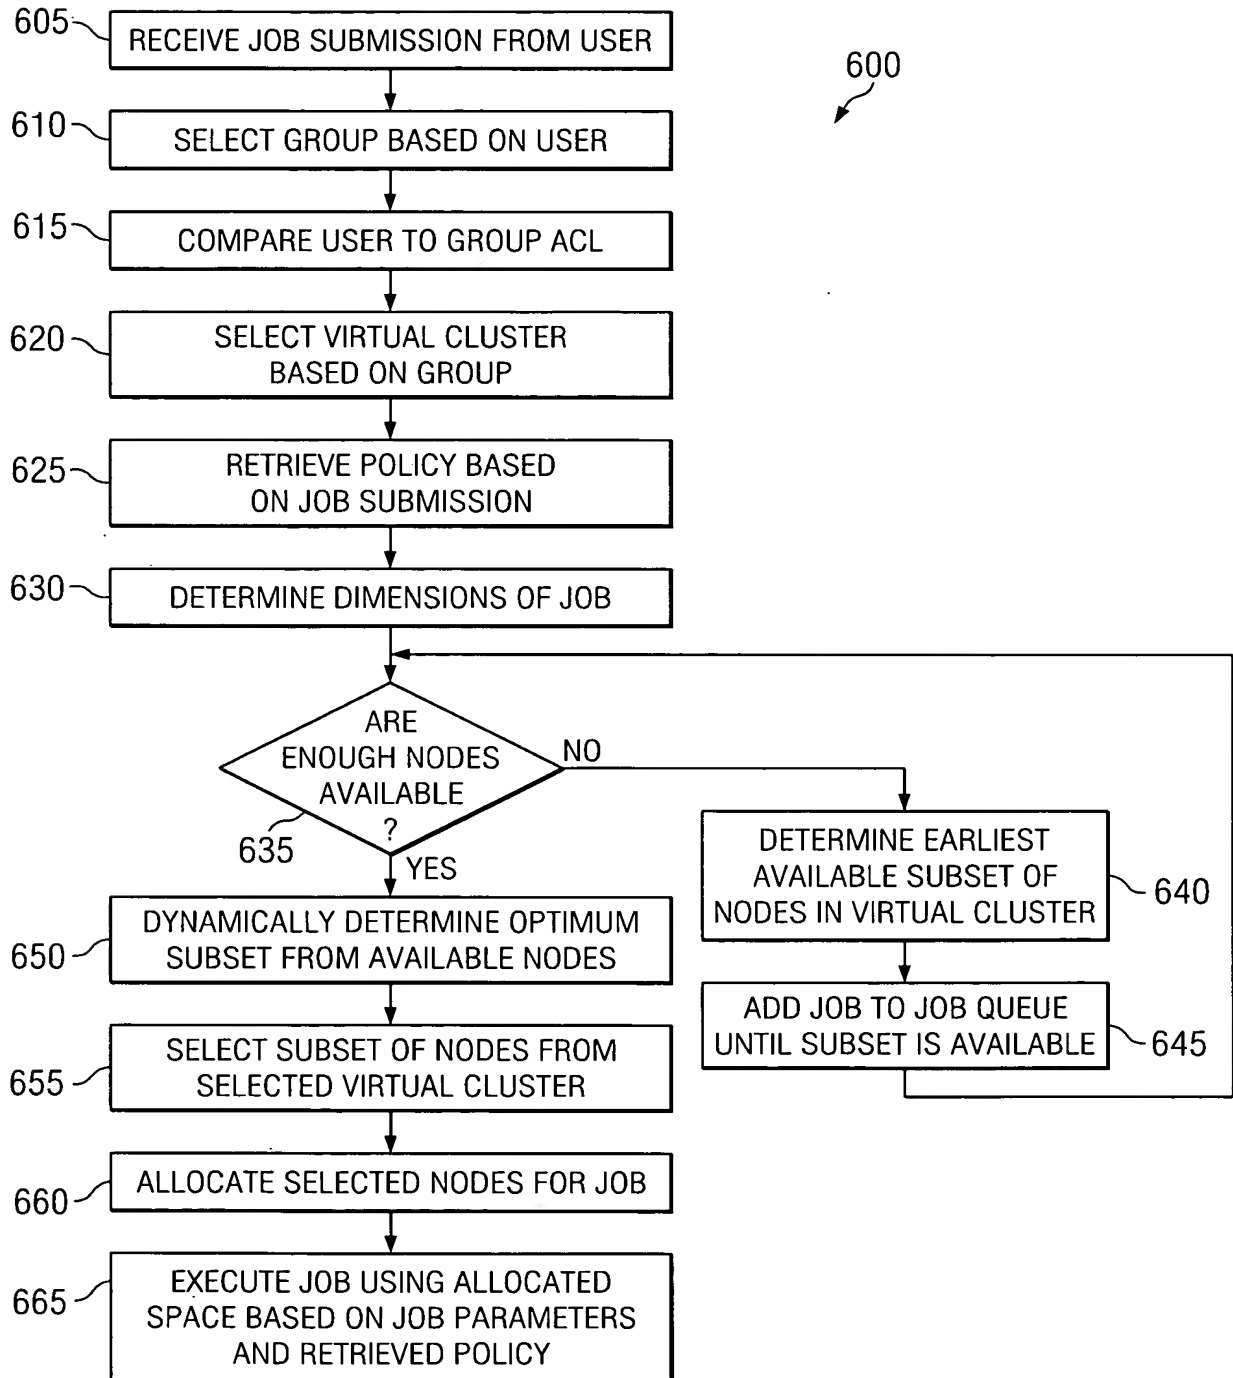 605
RECEIVE JOB SUBMISSION FROM USER
600
610
SELECT GROUP BASED ON USER
615
COMPARE USER TO GROUP ACL
620
SELECT VIRTUAL CLUSTER
BASED ON GROUP
625
RETRIEVE POLICY BASED
ON JOB SUBMISSION
630
DETERMINE DIMENSIONS OF JOB
ARE
ENOUGH NODES
AVAILABLE
?
635
NO
YES
DETERMINE EARLIEST
AVAILABLE SUBSET OF
NODES IN VIRTUAL CLUSTER
640
ADD JOB TO JOB QUEUE
UNTIL SUBSET IS AVAILABLE
645
650
DYNAMICALLY DETERMINE OPTIMUM
SUBSET FROM AVAILABLE NODES
655
SELECT SUBSET OF NODES FROM
SELECTED VIRTUAL CLUSTER
660
ALLOCATE SELECTED NODES FOR JOB
665
EXECUTE JOB USING ALLOCATED
SPACE BASED ON JOB PARAMETERS
AND RETRIEVED POLICY